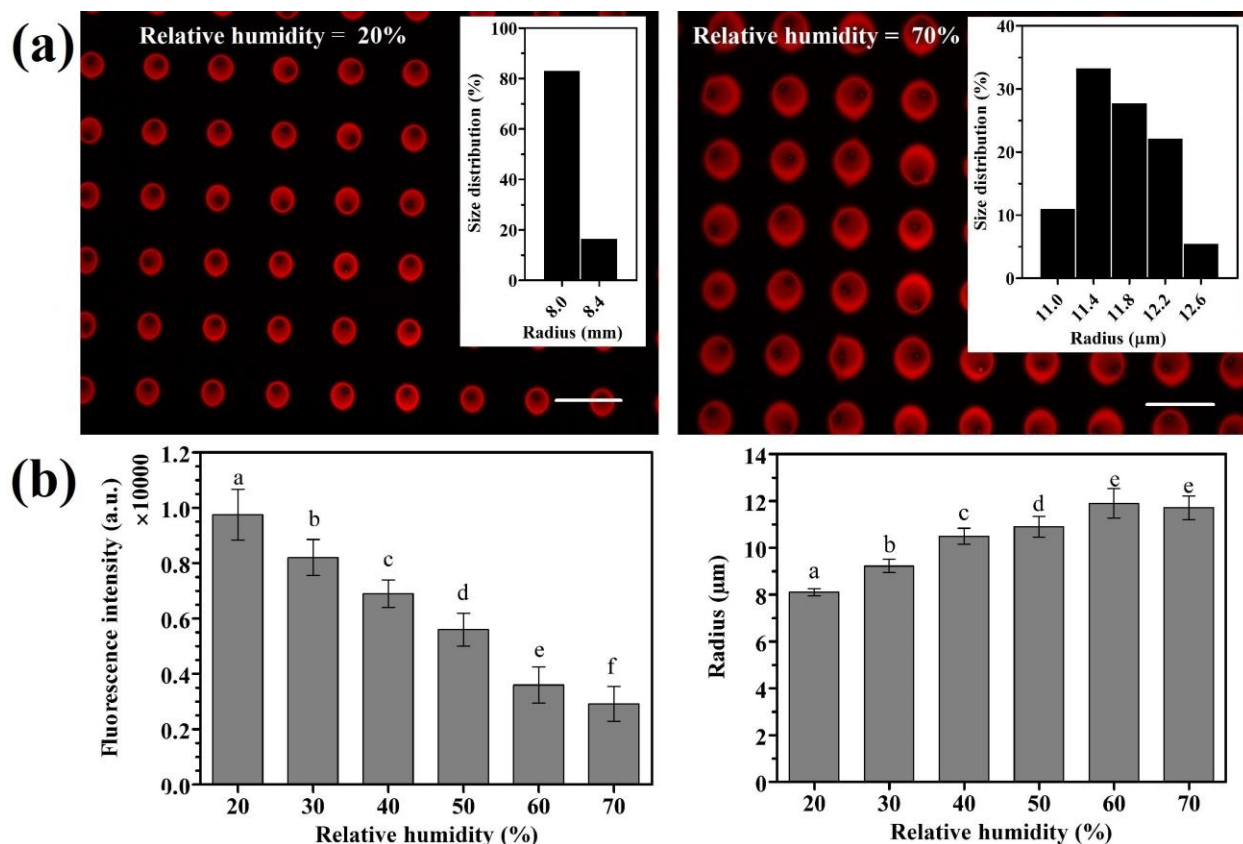 (a)
Relative humidity = 20%
100
80
60
40
20
0
Size distribution (%)
8.0
8.4
Radius (mm)
Relative humidity = 70%
40
30
20
10
0
Size distribution (%)
11.0
11.4
11.8
12.2
12.6
Radius (µm)
(b)
Fluorescence intensity (a.u.)
×10000
1.2
1.0
0.8
0.6
0.4
0.2
0.0
a
b
c
d
e
f
20 30 40 50 60 70
Relative humidity (%)
Radius (µm)
14
12
10
8
6
4
2
0
a
b
c
d
e
e
20 30 40 50 60 70
Relative humidity (%)